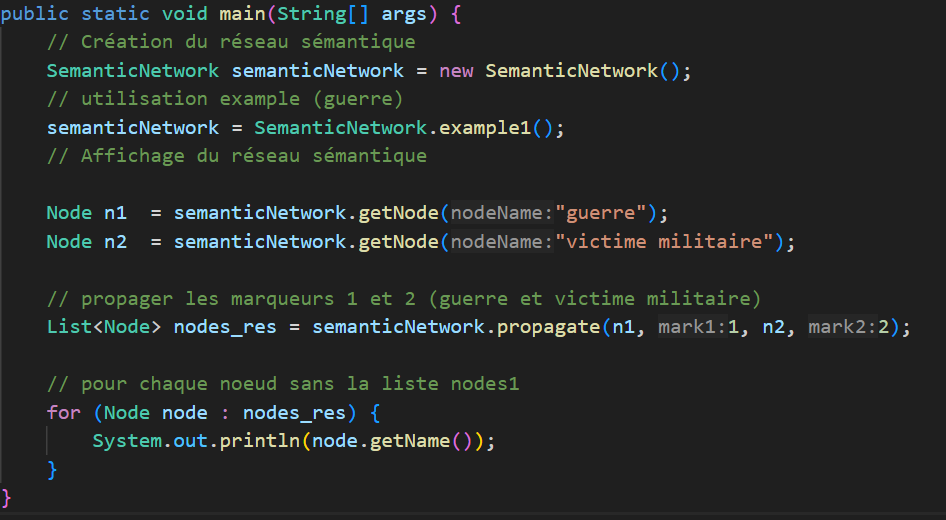 public static void main(String[] args) {
// Création du réseau sémantique
SemanticNetwork semanticNetwork = new SemanticNetwork();
// utilisation example (guerre)
semanticNetwork = SemanticNetwork.example1();
// Affichage du réseau sémantique
Node n1  = semanticNetwork.getNode(nodeName:"guerre");
Node n2  = semanticNetwork.getNode(nodeName:"victime militaire");
// propager les marqueurs 1 et 2 (guerre et victime militaire)
List<Node> nodes_res = semanticNetwork.propagate(n1, mark1:1, n2, mark2:2);
// pour chaque noeud sans la liste nodes1
for (Node node : nodes_res) {
System.out.println(node.getName());
}
}